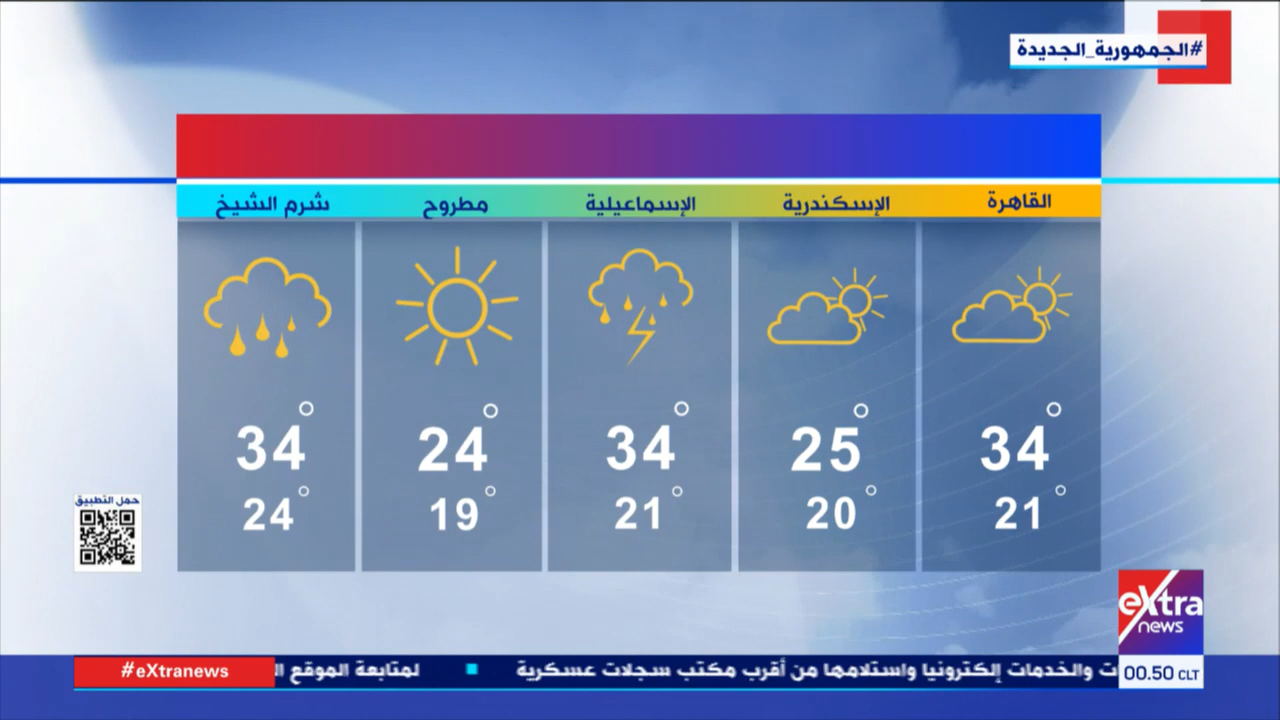 #الجمهورية_الجديدة
القاهرة الإسكندرية الإسماعيلية مطروح شرم الشيخ
34° 25° 34° 24° 34°
21° 20° 21° 19° 24°
حمل التطبيق
eXtra
news
00.50 CLT
والخدمات إلكترونيا واستلامها من أقرب مكتب سجلات عسكرية ■ لمتابعة الموقع
#eXtranews